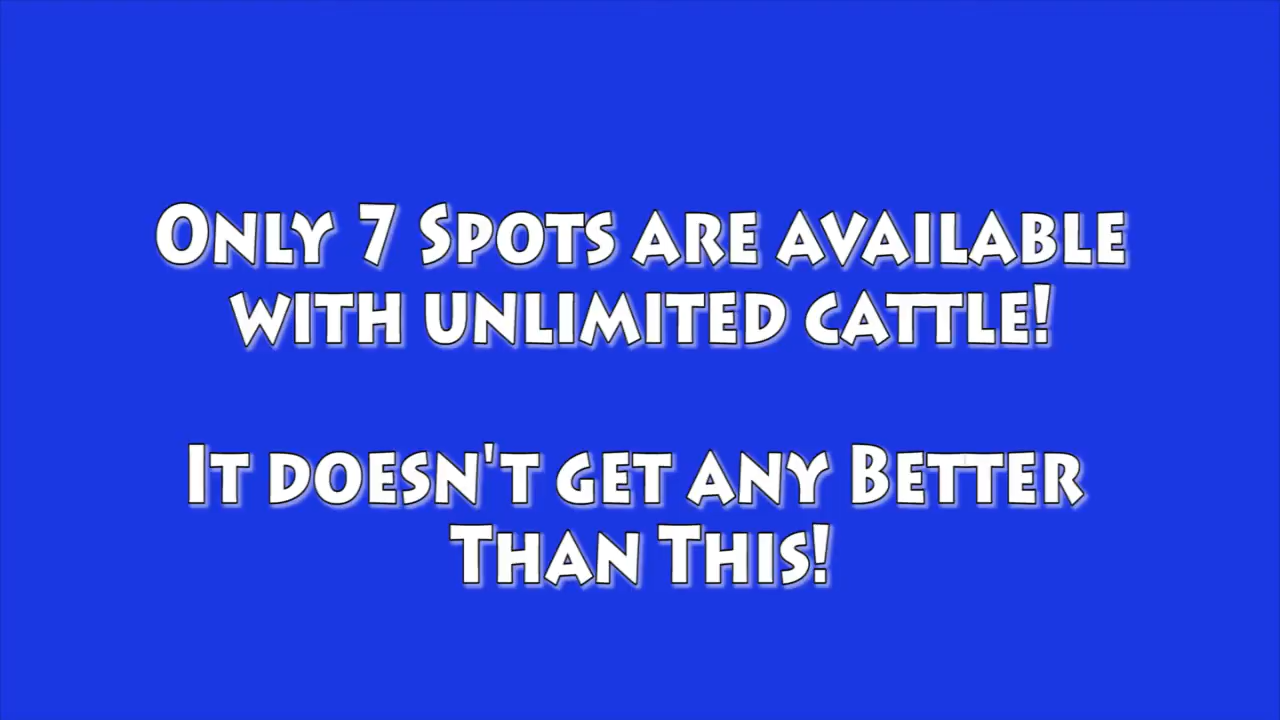 Only 7 Spots are available
with unlimited cattle!
It doesn't get any Better
Than This!